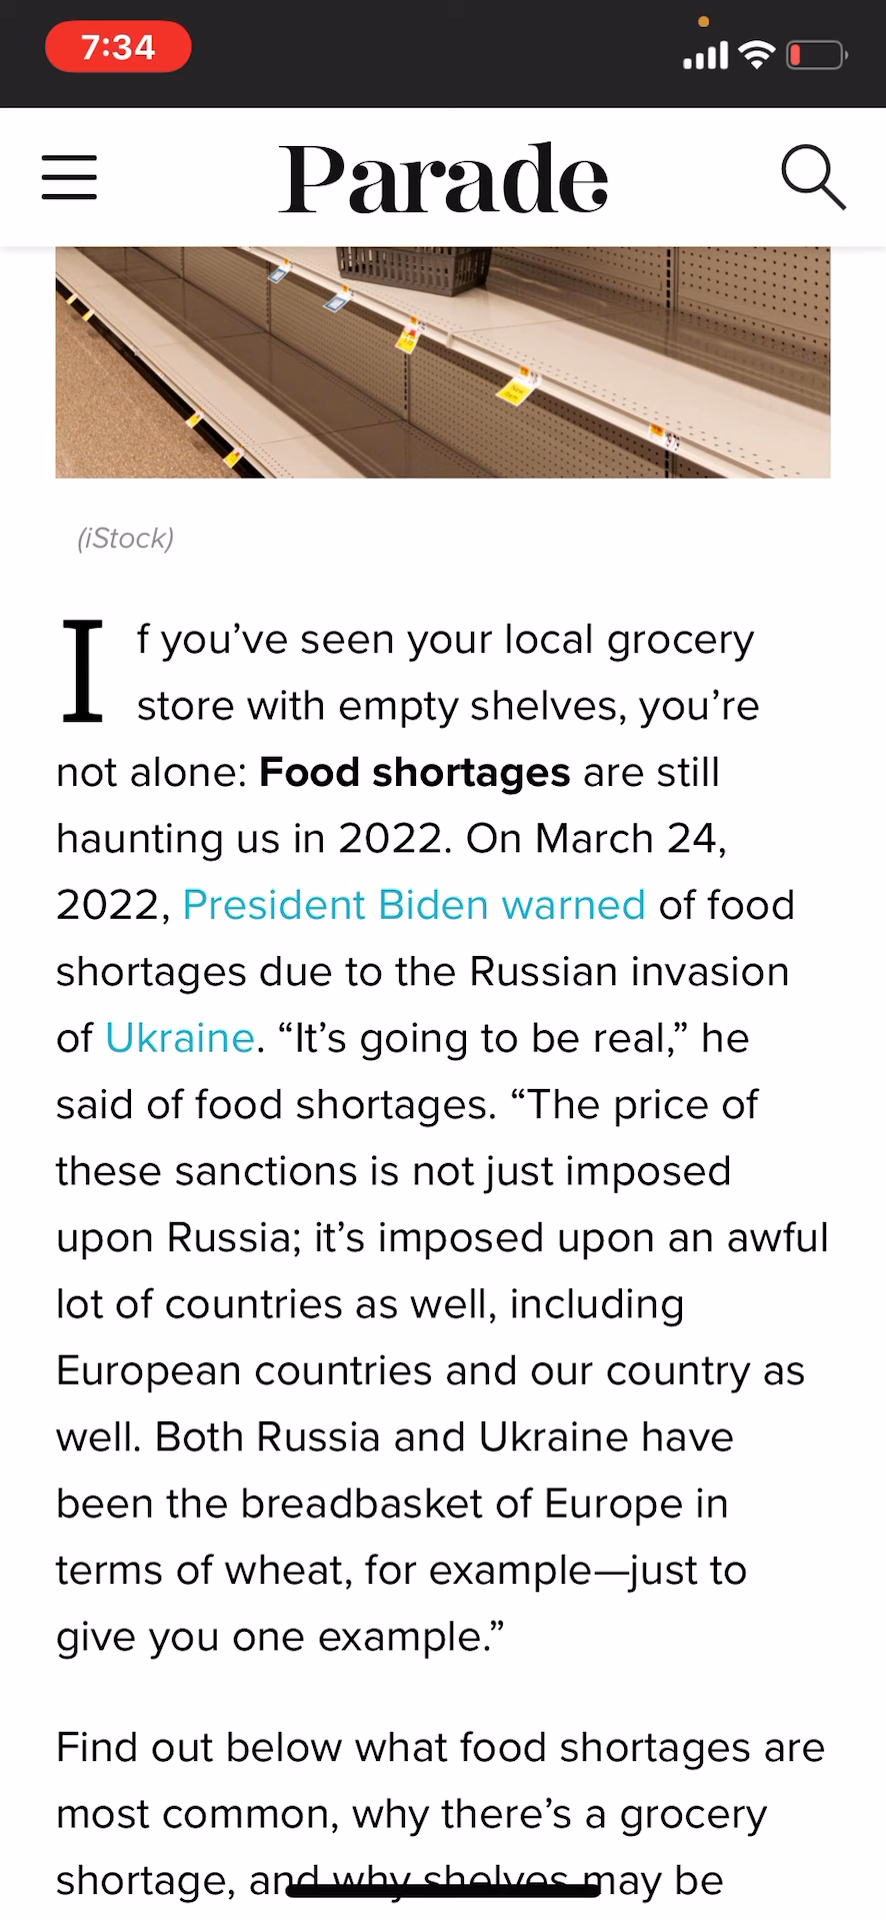 7:34
Parade
(iStock)
If you’ve seen your local grocery
store with empty shelves, you’re
not alone: Food shortages are still
haunting us in 2022. On March 24,
2022, President Biden warned of food
shortages due to the Russian invasion
of Ukraine. “It’s going to be real,” he
said of food shortages. “The price of
these sanctions is not just imposed
upon Russia; it’s imposed upon an awful
lot of countries as well, including
European countries and our country as
well. Both Russia and Ukraine have
been the breadbasket of Europe in
terms of wheat, for example—just to
give you one example.”
Find out below what food shortages are
most common, why there’s a grocery
shortage, and why shelves may be